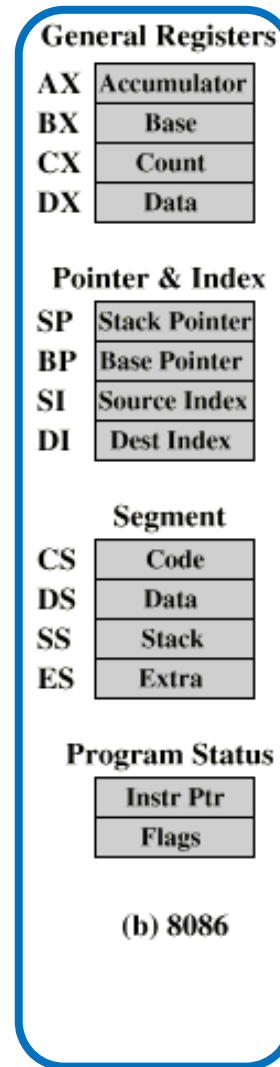 General Registers
AX Accumulator
BX Base
CX Count
DX Data
Pointer & Index
SP Stack Pointer
BP Base Pointer
SI Source Index
DI Dest Index
Segment
CS Code
DS Data
SS Stack
ES Extra
Program Status
Instr Ptr
Flags
(b) 8086